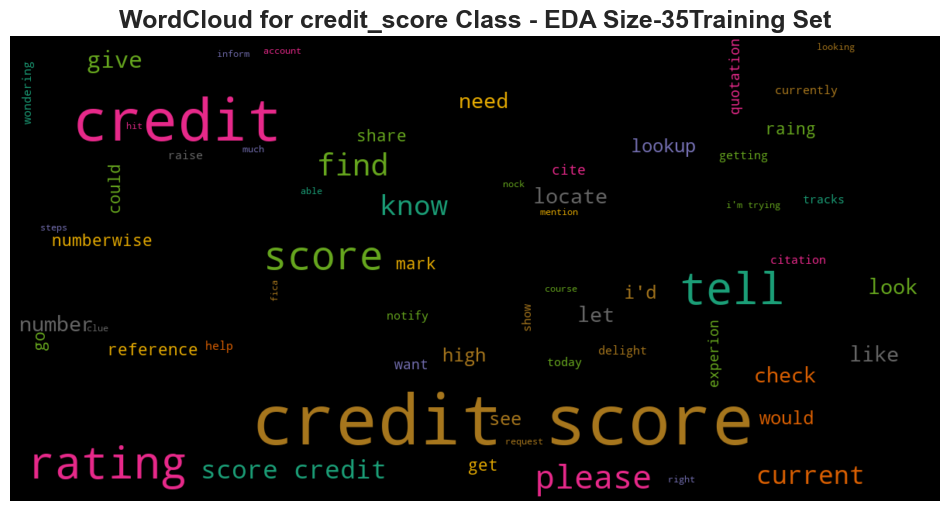 WordCloud for credit_score Class - EDA Size-35Training Set
wondering
give
inform
account
need
quotation
looking
currently
credit
hit
raise
much
share
find
lookup
raing
getting
could
able
know
nock
cite
locate
mention
i'm trying
tracks
steps
numberwise
score
mark
fica
citation
course
i'd
tell
look
number
clue
go
reference
help
notify
show
let
want
high
today
delight
experion
like
check
credit score
see
request
would
rating
score credit
get
please
right
current